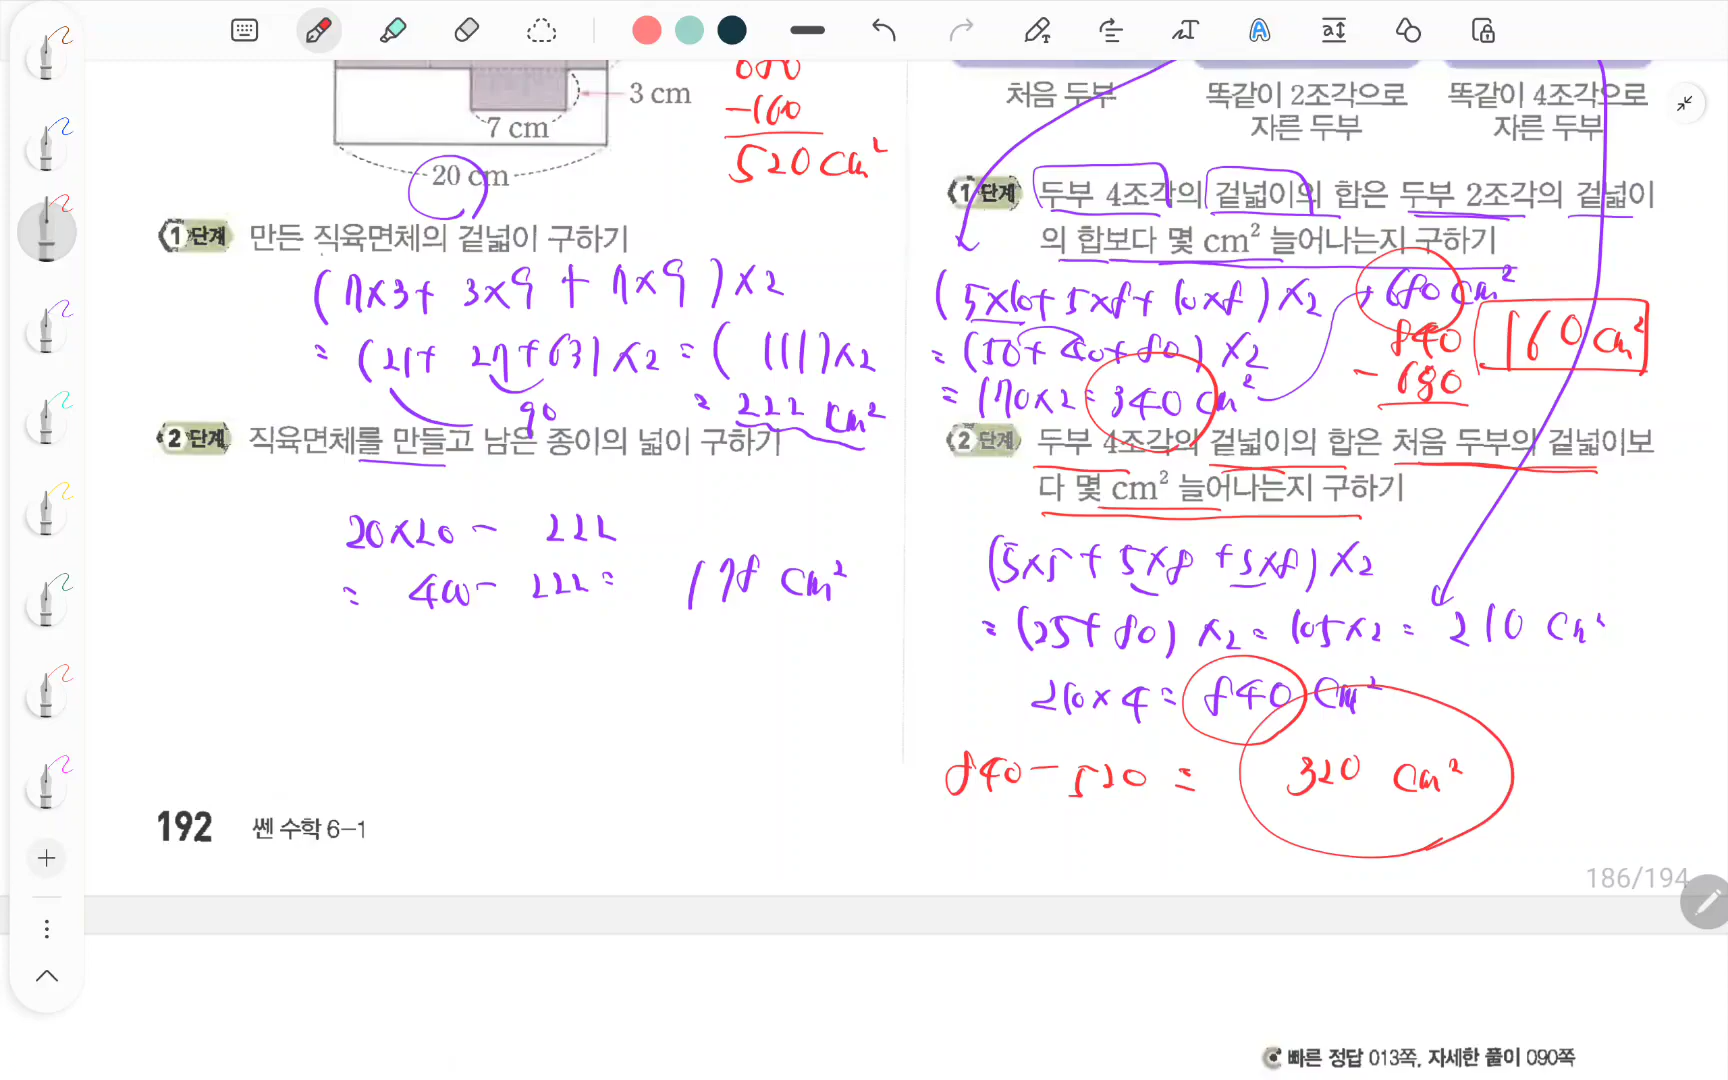 3 cm
7 cm
20 cm
680
-160
520 cm²
1단계 만든 직육면체의 겉넓이 구하기
(7×3+ 3×9 + 7×9)×2
= (21+ 27+63)×2 = (111)×2
90
= 222 cm²
2단계 직육면체를 만들고 남은 종이의 넓이 구하기
20×20 - 222
= 400 - 222 = 178 cm²
192 쎈 수학 6-1
처음 두부
똑같이 2조각으로
자른 두부
똑같이 4조각으로
자른 두부
1단계 두부 4조각의 겉넓이의 합은 두부 2조각의 겉넓이
의 합보다 몇 cm² 늘어나는지 구하기
(5×10+5×8+10×8)×2
680 cm²
= (50+40+80)×2
840
- 680
160 cm²
= 170×2 = 340 cm²
2단계 두부 4조각의 겉넓이의 합은 처음 두부의 겉넓이보
다 몇 cm² 늘어나는지 구하기
(5×5+ 5×8 +5×8)×2
= (25+80)×2 = 105×2 = 210 cm²
210×4 = 840 cm²
840-520 = 320 cm²
186/194
빠른 정답 013쪽, 자세한 풀이 090쪽